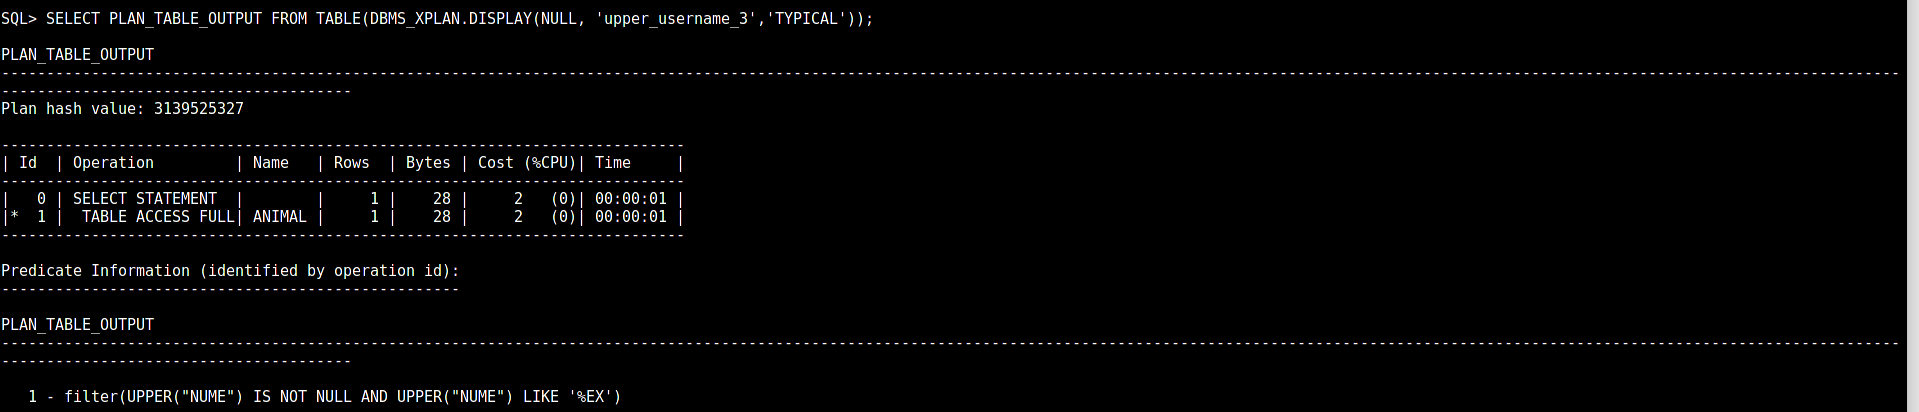 SQL> SELECT PLAN_TABLE_OUTPUT FROM TABLE(DBMS_XPLAN.DISPLAY(NULL, 'upper_username_3','TYPICAL'));
PLAN_TABLE_OUTPUT
-------------------------------------------------------------------------------------------------------------------------------------------------------------------------------------------------------------------
---------------------------------------
Plan hash value: 3139525327
----------------------------------------------------------------------------
| Id  | Operation         | Name   | Rows  | Bytes | Cost (%CPU)| Time     |
----------------------------------------------------------------------------
|   0 | SELECT STATEMENT  |        |     1 |    28 |     2   (0)| 00:00:01 |
|*  1 |  TABLE ACCESS FULL| ANIMAL |     1 |    28 |     2   (0)| 00:00:01 |
----------------------------------------------------------------------------
Predicate Information (identified by operation id):
---------------------------------------------------
PLAN_TABLE_OUTPUT
-------------------------------------------------------------------------------------------------------------------------------------------------------------------------------------------------------------------
---------------------------------------
   1 - filter(UPPER("NUME") IS NOT NULL AND UPPER("NUME") LIKE '%EX')